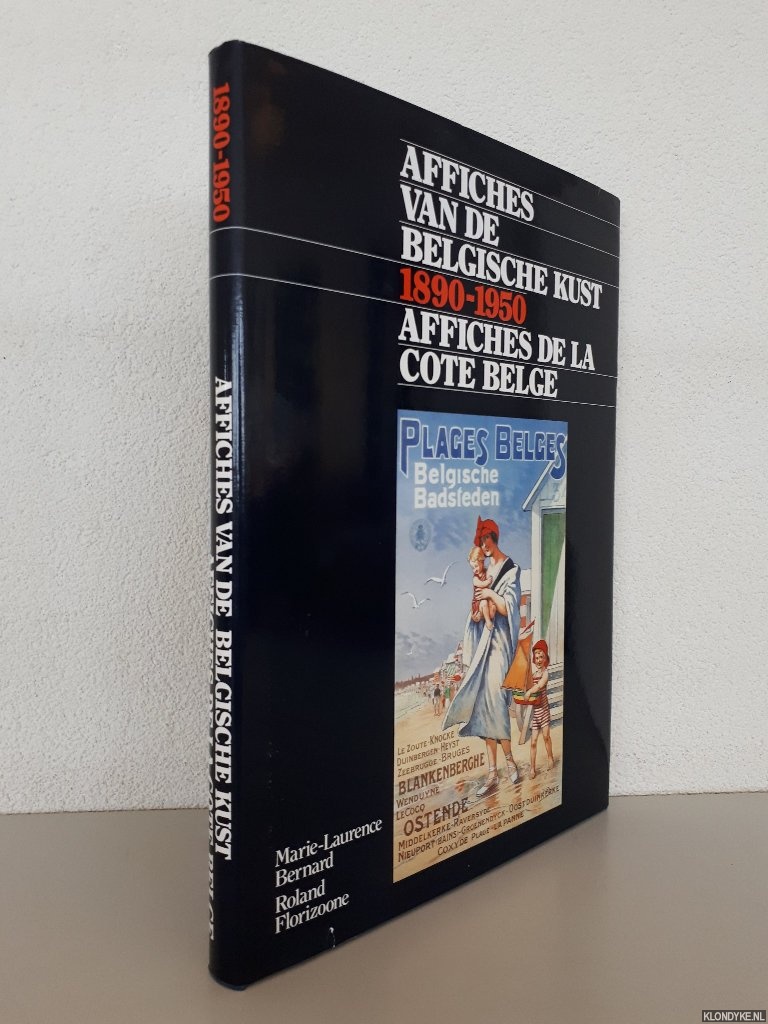 1890-1950
AFFICHES VAN DE BELGISCHE KUST
AFFICHES
VAN DE
BELGISCHE KUST
1890-1950
AFFICHES DE LA
COTE BELGE
PLAGES BELGES
Belgische
Badsteden
LE ZOUTE-KNOCKE
DUINBERGEN-HEYST
ZEEBRUGGE-BRUGES
BLANKENBERGHE
WENDUYNE
LE COCQ
OSTENDE
MIDDELKERKE-RAVERSYDE-OOSTDUINKERKE
NIEUPORT-BAINS-GROENENDYCK-LA PANNE
COXYDE PLAGE
Marie-Laurence
Bernard
Roland
Florizoone
KLONDYKE.NL